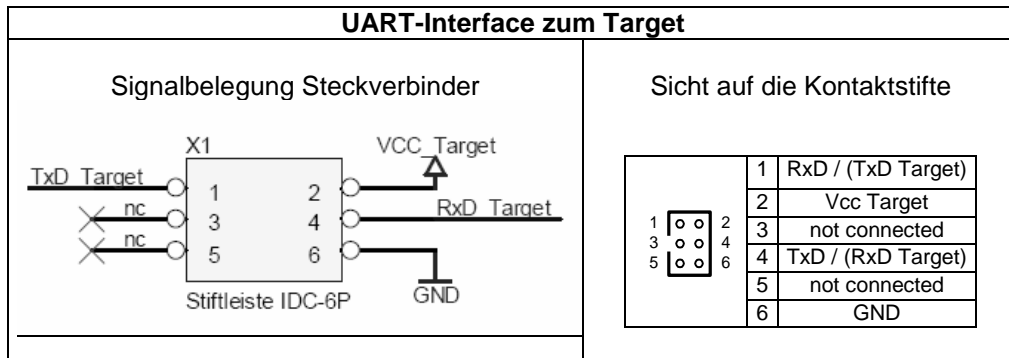 UART-Interface zum Target
Signalbelegung Steckverbinder
X1
VCC_Target
TxD_Target
1 2
nc
3 4
RxD_Target
nc
5 6
Stiftleiste IDC-6P
GND
Sicht auf die Kontaktstifte
1 2
3 4
5 6
1 RxD / (TxD Target)
2 Vcc Target
3 not connected
4 TxD / (RxD Target)
5 not connected
6 GND